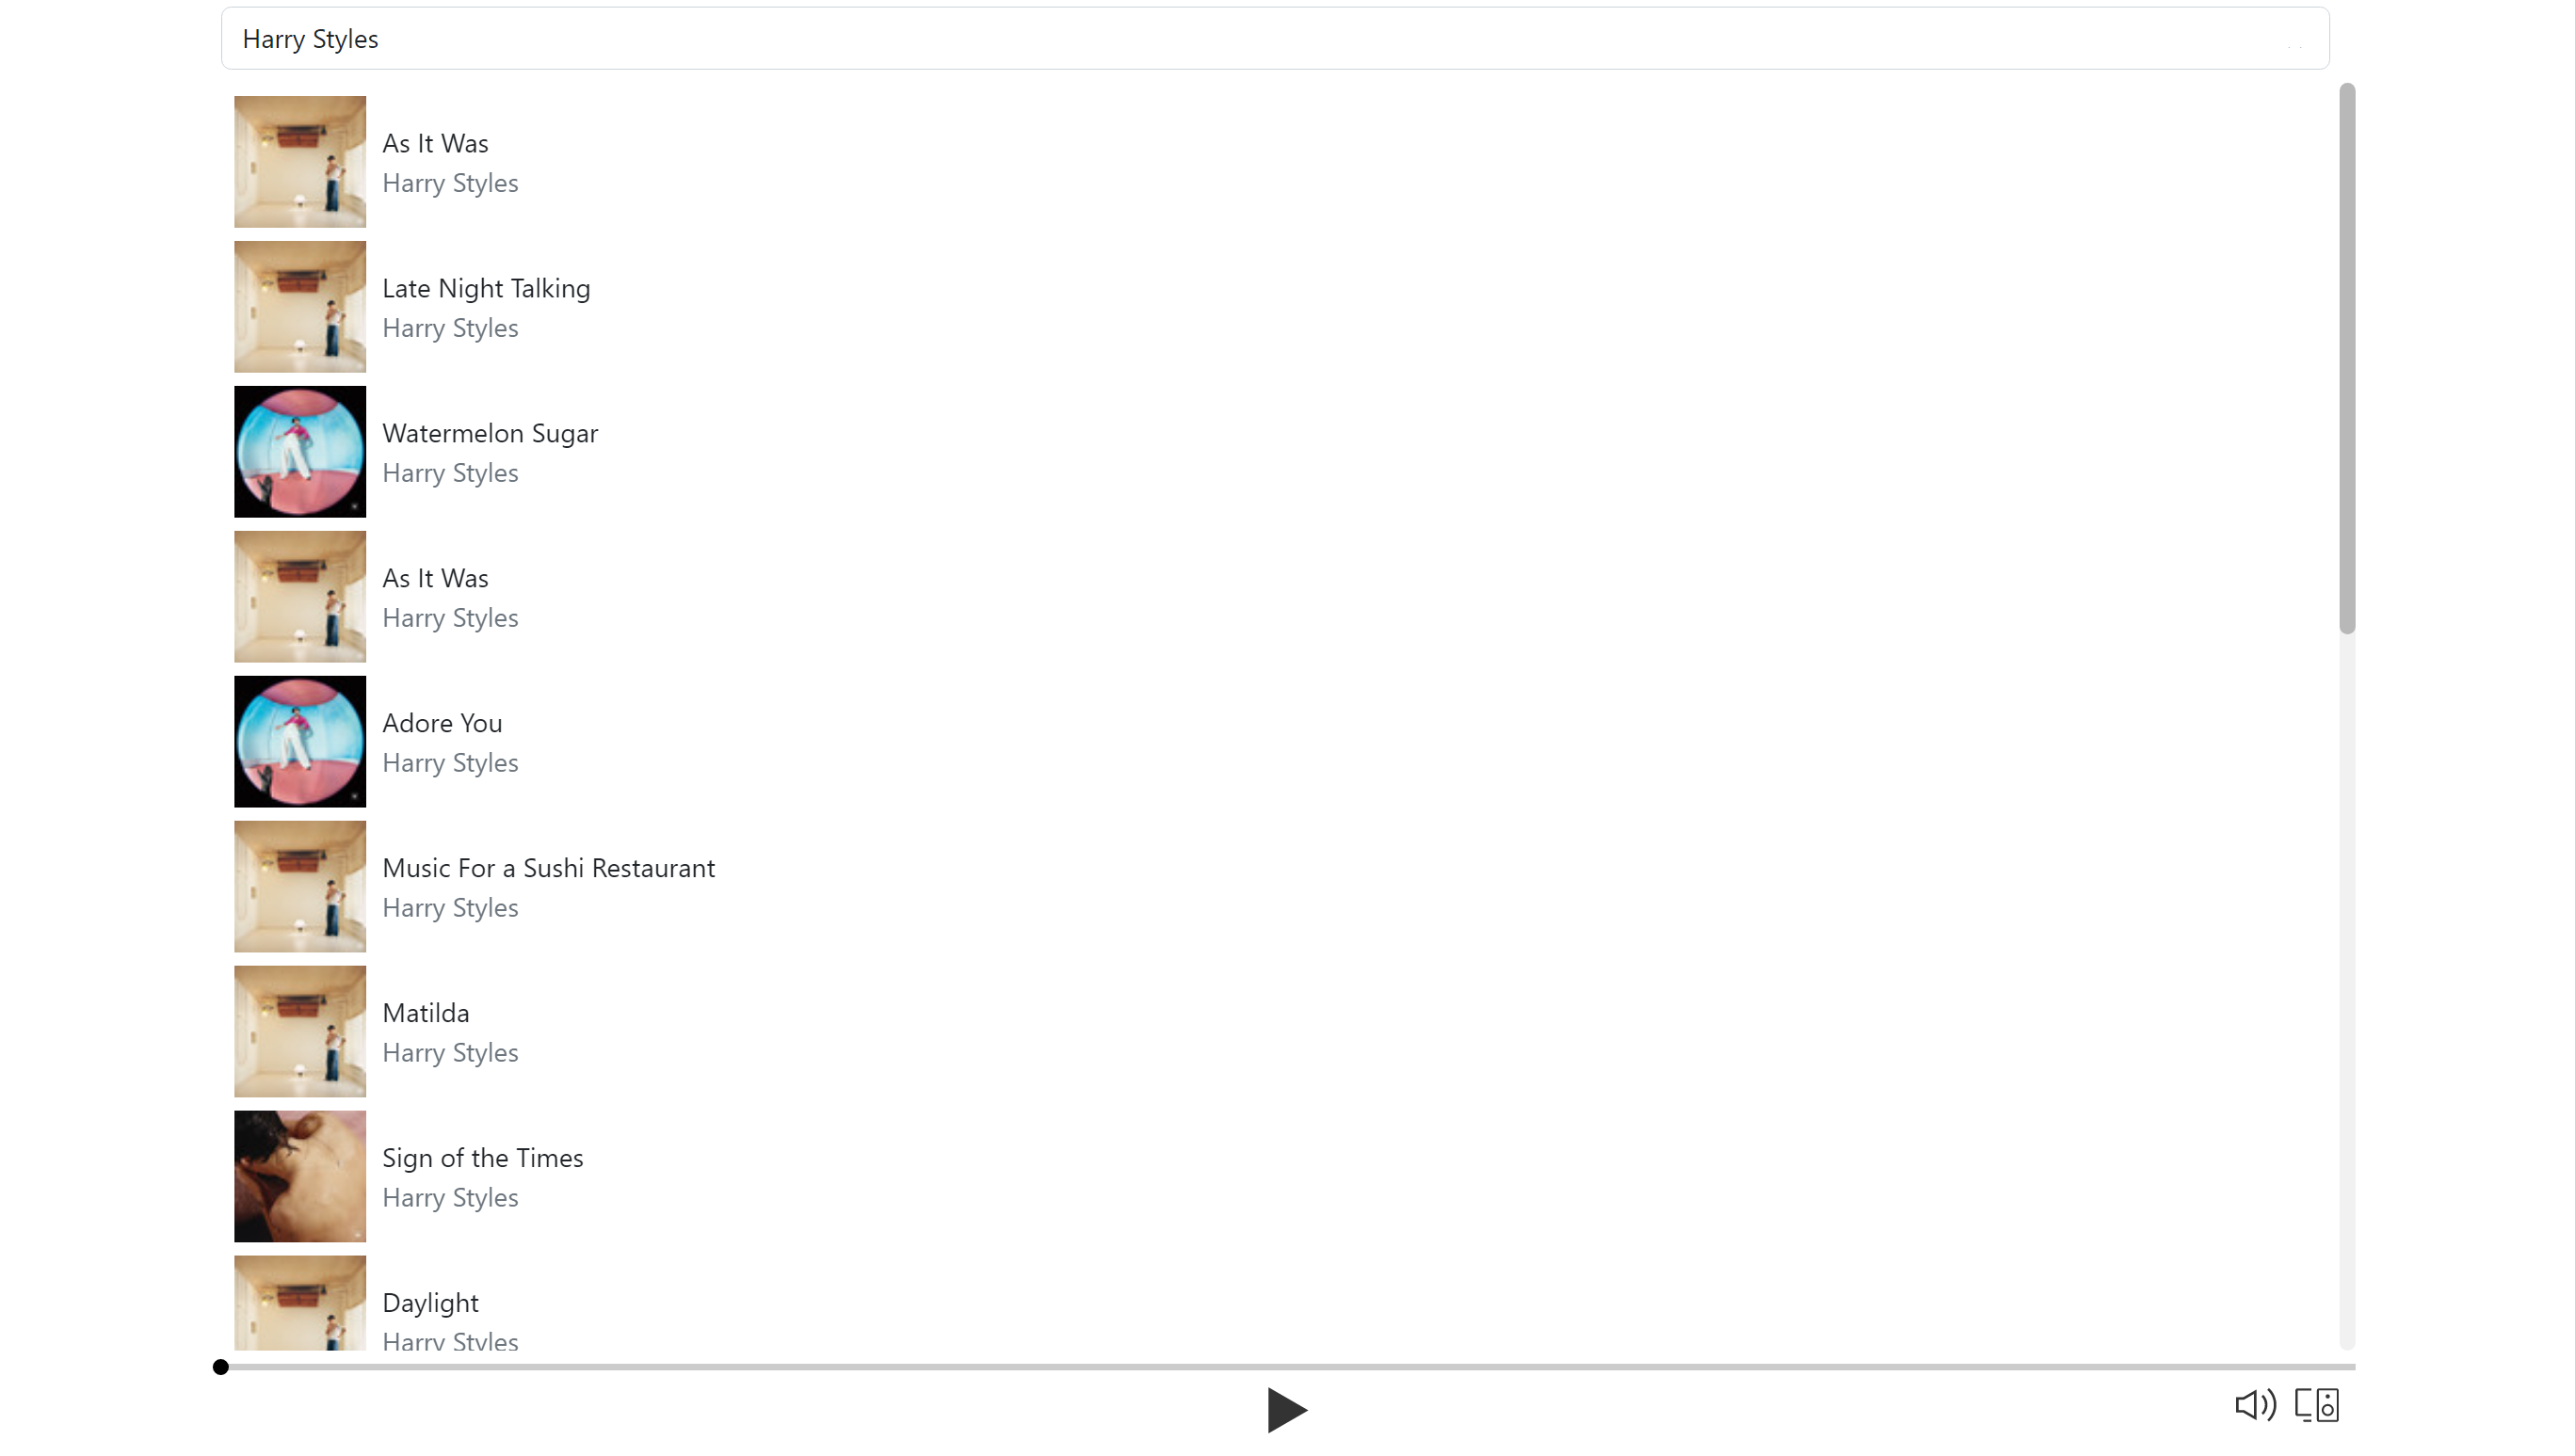 Harry Styles
As It Was
Harry Styles
Late Night Talking
Harry Styles
Watermelon Sugar
Harry Styles
As It Was
Harry Styles
Adore You
Harry Styles
Music For a Sushi Restaurant
Harry Styles
Matilda
Harry Styles
Sign of the Times
Harry Styles
Daylight
Harry Styles